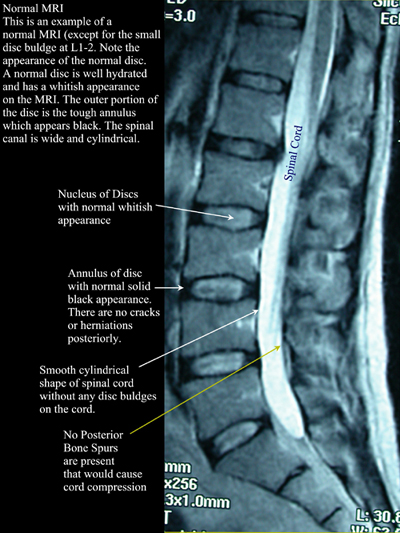 Normal MRI
This is an example of a
normal MRI (except for the small
disc buldge at L1-2. Note the
appearance of the normal disc.
A normal disc is well hydrated
and has a whitish appearance
on the MRI. The outer portion of
the disc is the tough annulus
which appears black. The spinal
canal is wide and cylindrical.
ED
=3.0
Slic
Ech
Spinal Cord
Nucleus of Discs
with normal whitish
appearance
Annulus of disc
with normal solid
black appearance.
There are no cracks
or herniations
posteriorly.
Smooth cylindrical
shape of spinal cord
without any disc buldges
on the cord.
No Posterior
Bone Spurs
are present
that would cause
cord compression
mm
x256
3x1.0mm
T
L: 30.8